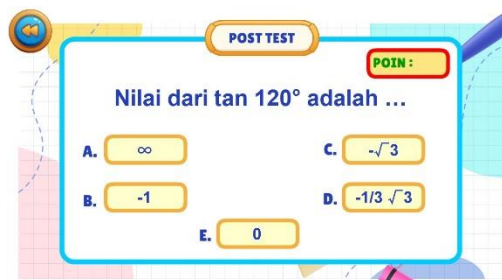 POST TEST
POIN :
Nilai dari tan 120° adalah ...
A. ∞
C. -√3
B. -1
D. -1/3 √3
E. 0